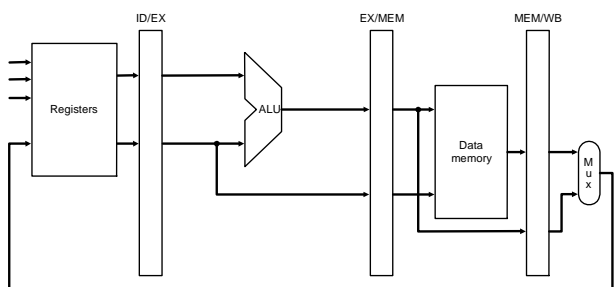 ID/EX
EX/MEM
MEM/WB
Registers
ALU
Data
memory
M
u
x